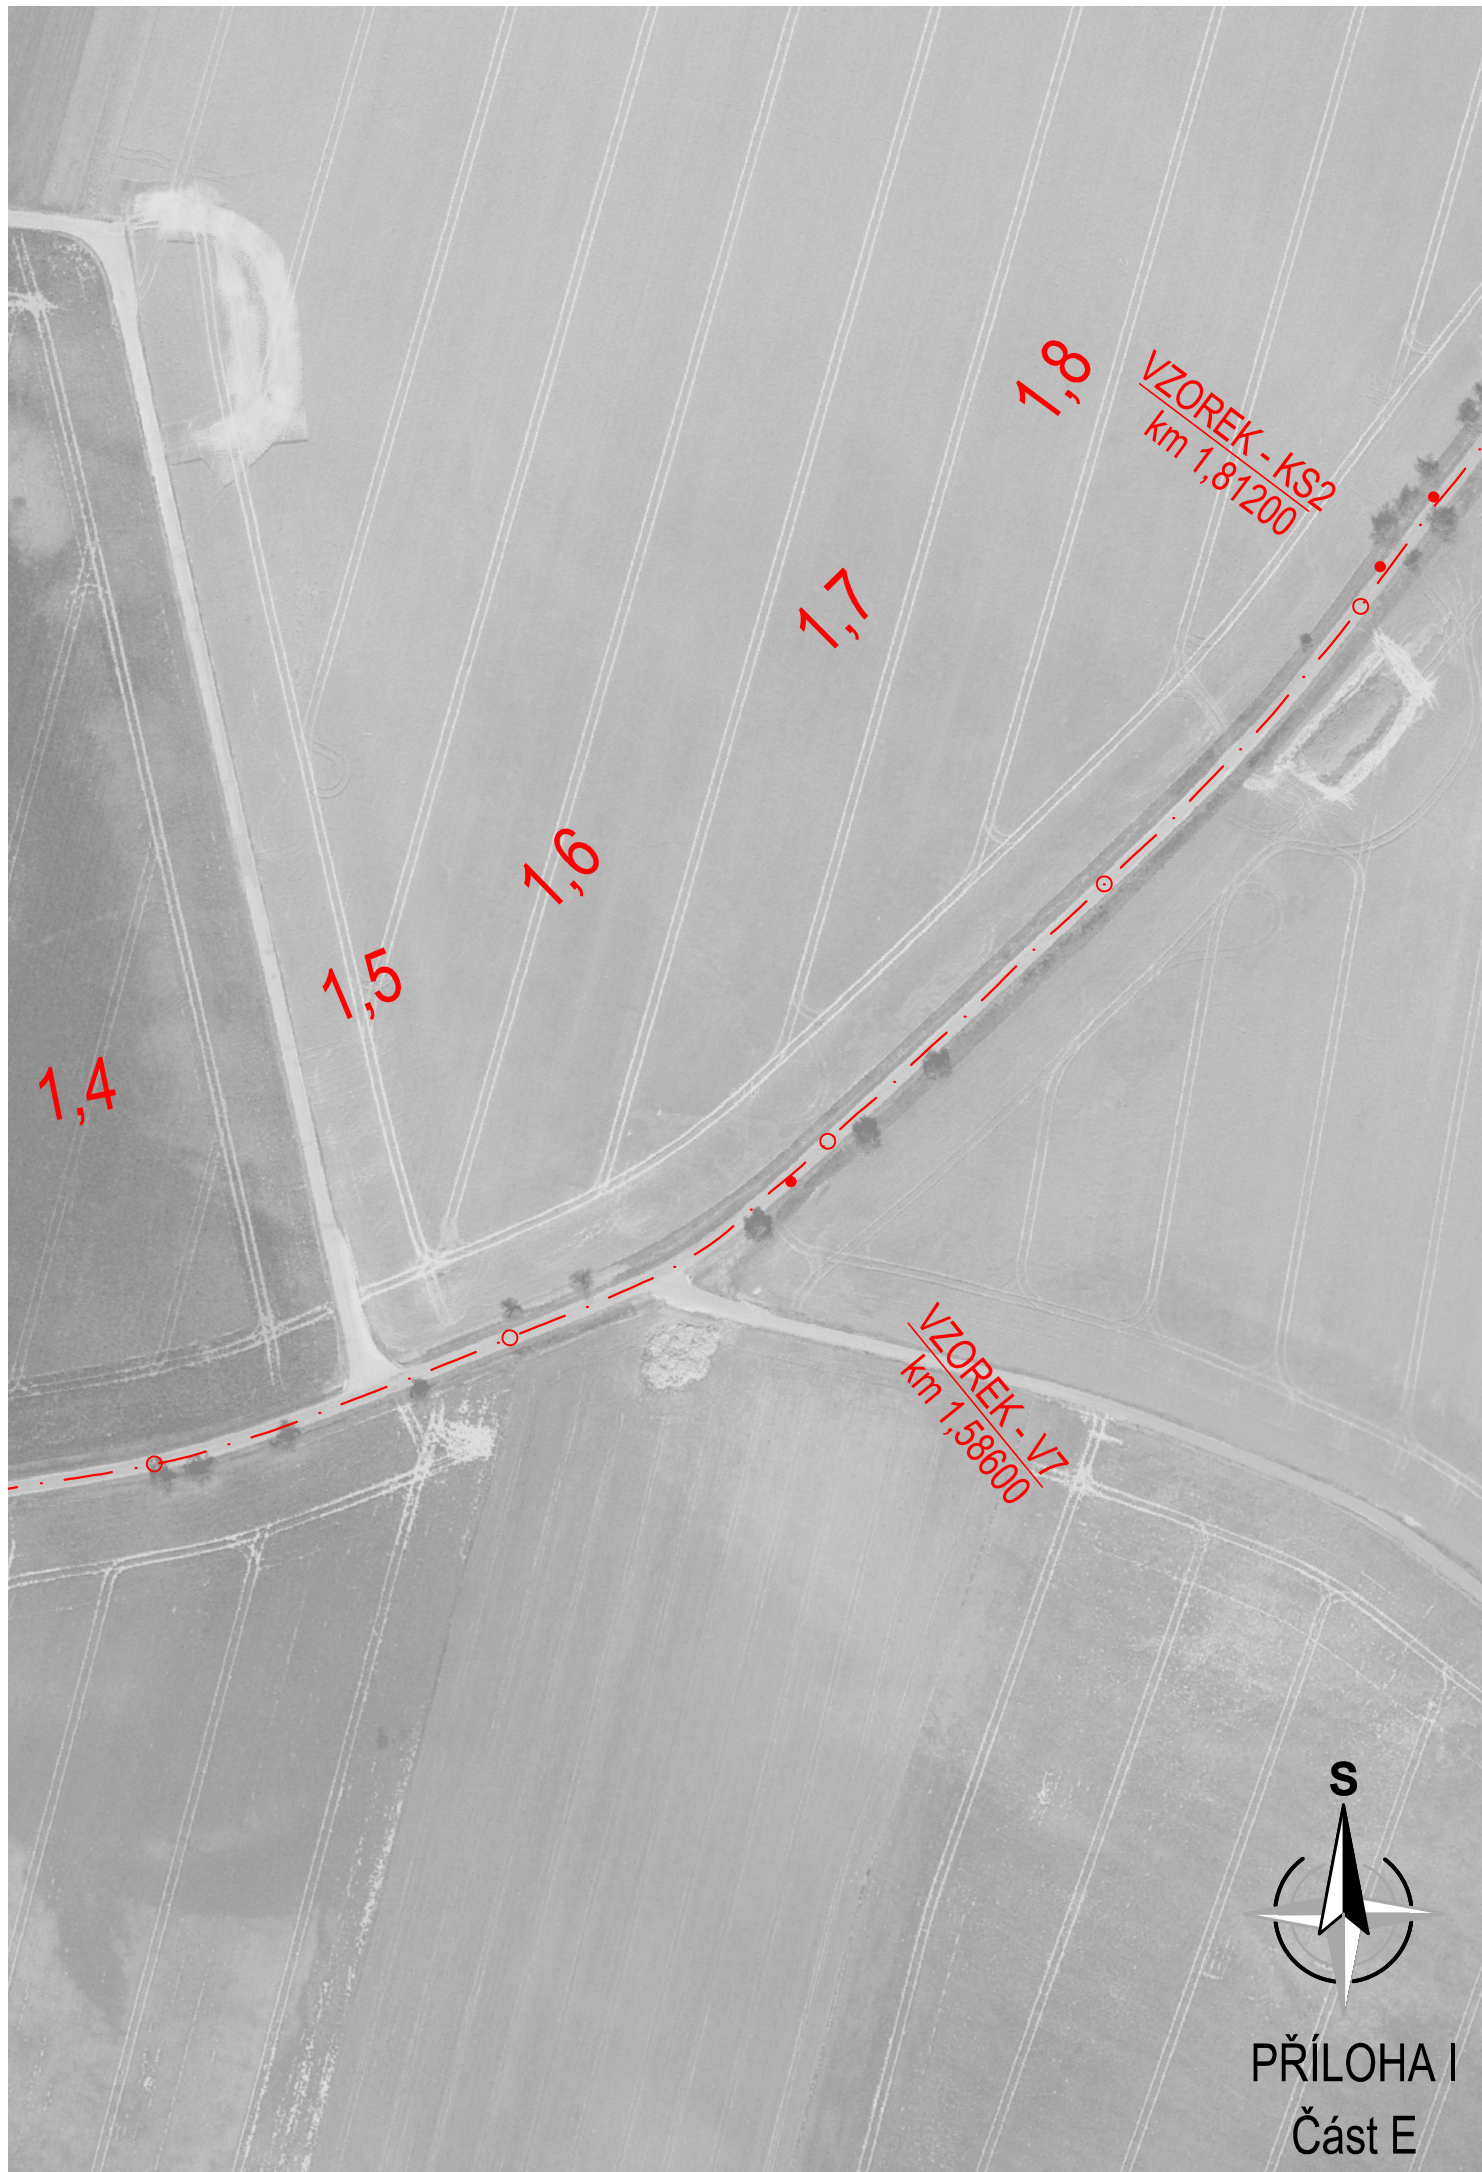 1,8
VZOREK - KS2
km 1,81200
1,7
1,6
1,5
1,4
VZOREK - V7
km 1,58600
S
PŘÍLOHA I
Část E